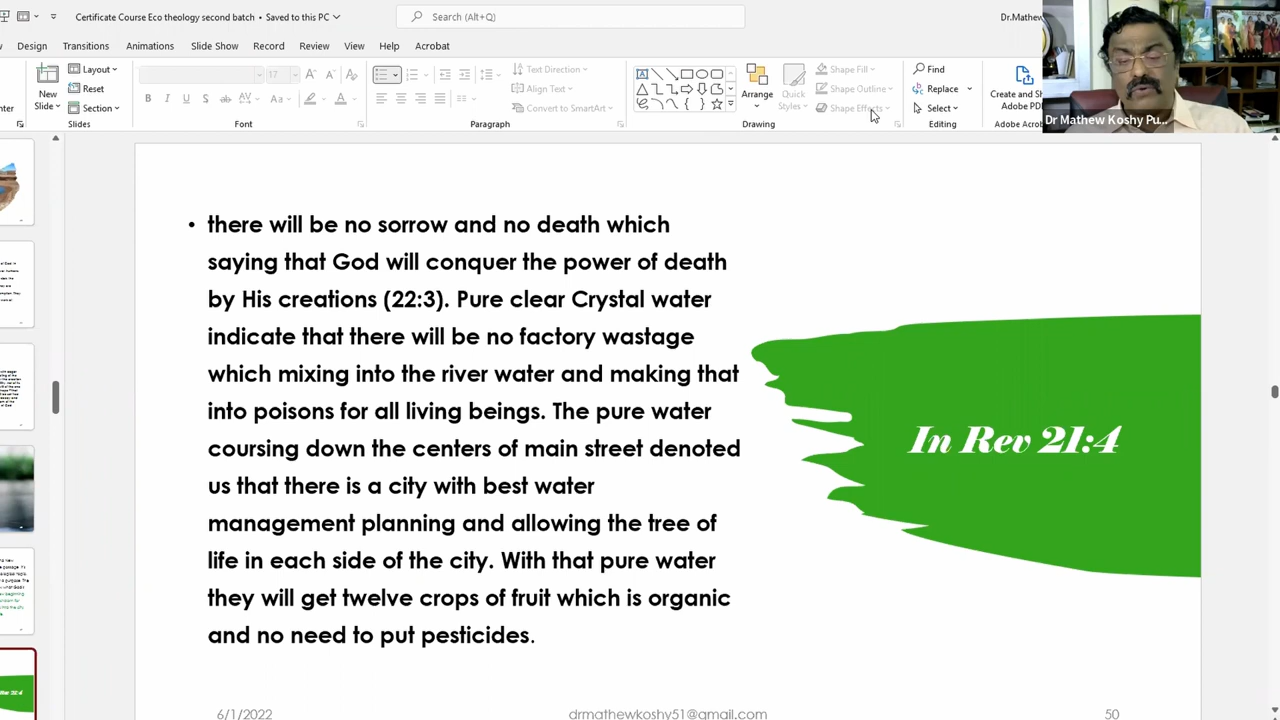 Certificate Course Eco theology second batch • Saved to this PC
Search (Alt+Q)
Dr.Mathew
Design Transitions Animations Slide Show Record Review View Help Acrobat
New Slide
Layout
Reset
Section
Slides
17
Font
Text Direction
Align Text
Convert to SmartArt
Paragraph
Arrange
Quick Styles
Shape Fill
Shape Outline
Shape Effects
Drawing
Find
Replace
Select
Editing
Create and Sh
Adobe PDF
Adobe Acro
Dr Mathew Koshy Pu...
• there will be no sorrow and no death which
saying that God will conquer the power of death
by His creations (22:3). Pure clear Crystal water
indicate that there will be no factory wastage
which mixing into the river water and making that
into poisons for all living beings. The pure water
coursing down the centers of main street denoted
us that there is a city with best water
management planning and allowing the tree of
life in each side of the city. With that pure water
they will get twelve crops of fruit which is organic
and no need to put pesticides.
In Rev 21:4
6/1/2022
drmathewkoshy51@gmail.com
50